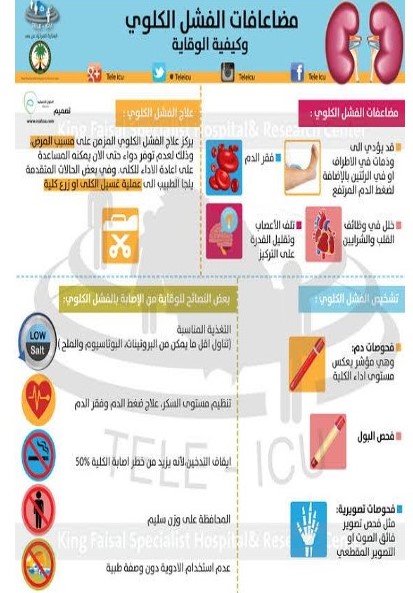 مضاعافات الفشل الكلوي
وكيفية الوقاية
Tele icu
@ Teleicu
Teleicu
Tele icu
مضاعفات الفشل الكلوي :
قد يؤدي الى
وذمات في الاطراف
او في الرئتين بالإضافة
لضغط الدم المرتفع
فقر الدم
خلل في وظائف
القلب والشرايين
تلف الأعصاب
وتقليل القدرة
على التركيز
علاج الفشل الكلوي :
تصميم
يركز علاج الفشل الكلوي المزمن على مسبب المرض،
وذلك لعدم توفر دواء حتى الان يمكنه المساعدة
على اعادة الأداء للكلى. وفي بعض الحالات المتقدمة
يلجا الطبيب الى عملية غسيل الكلى او زرع كلية
King Faisal Specialist Hospital& Research Center
تشخيص الفشل الكلوي :
فحوصات دم:
وهي مؤشر يعكس
مستوى اداء الكلية
فحص البول
فحوصات تصويرية:
مثل فحص تصوير
فائق الصوت او
التصوير المقطعي
بعض النصائح للوقاية من الإصابة بالفشل الكلوي:
LOW
Salt
التغذية المناسبة
(تناول اقل ما يمكن من البروتينات، البوتاسيوم والملح )
تنظيم مستوى السكر، علاج ضغط الدم وفقر الدم
ايقاف التدخين،لأنه يزيد من خطر اصابة الكلية 50%
المحافظة على وزن سليم
عدم استخدام الادوية دون وصفة طبية
TELE - ICU
King Faisal Specialist Hospital& Research Center